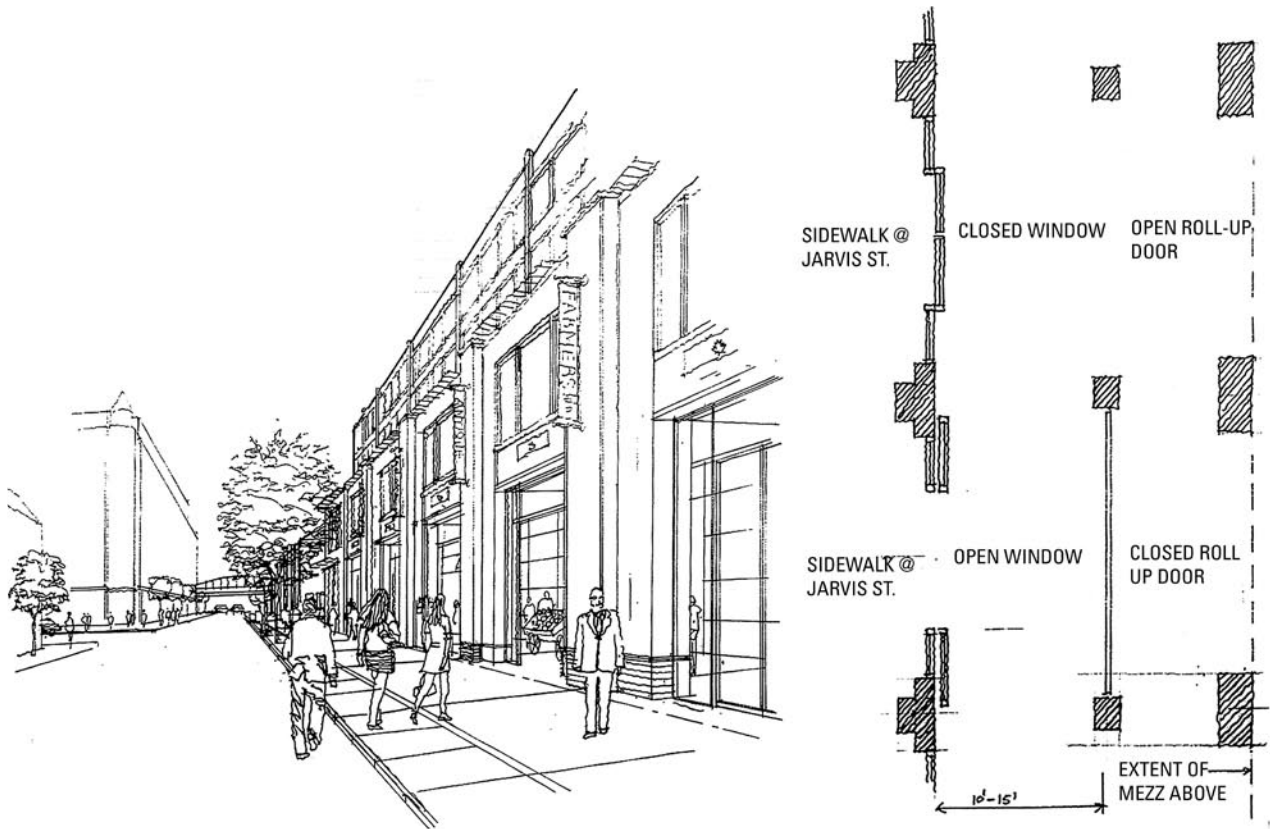 FARMERS
SIDEWALK @
JARVIS ST.
CLOSED WINDOW
OPEN ROLL-UP
DOOR
SIDEWALK @
JARVIS ST.
OPEN WINDOW
CLOSED ROLL
UP DOOR
10'-15'
EXTENT OF
MEZZ ABOVE